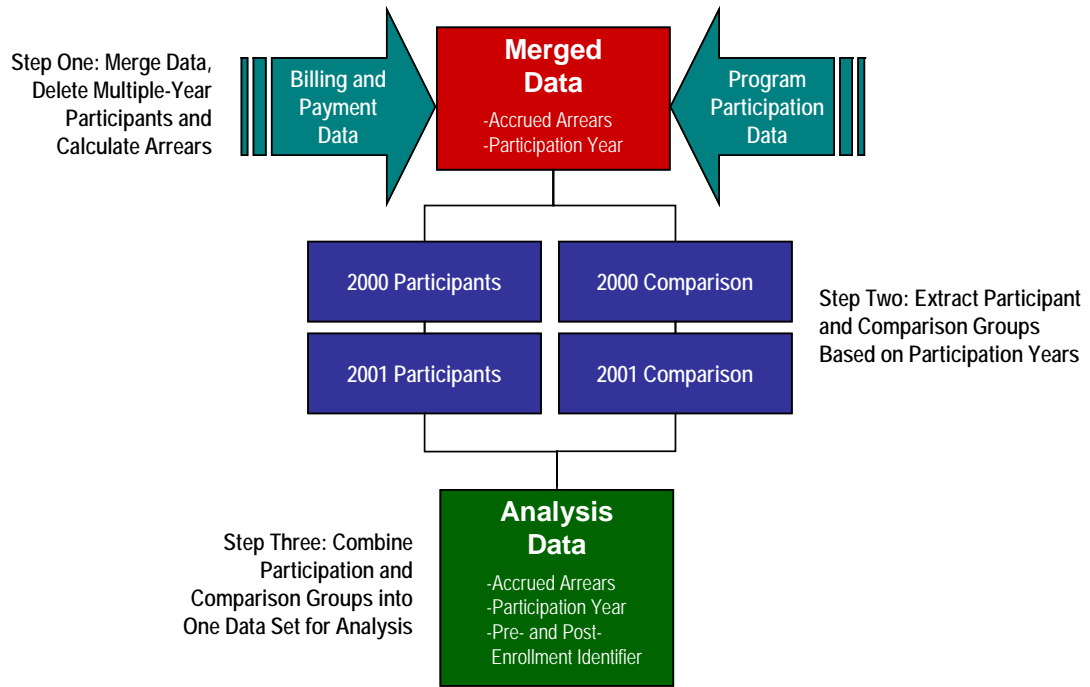 Step One: Merge Data,
Delete Multiple-Year
Participants and
Calculate Arrears
Billing and
Payment
Data
Merged
Data
-Accrued Arrears
-Participation Year
Program
Participation
Data
2000 Participants
2000 Comparison
2001 Participants
2001 Comparison
Step Two: Extract Participant
and Comparison Groups
Based on Participation Years
Step Three: Combine
Participation and
Comparison Groups into
One Data Set for Analysis
Analysis
Data
-Accrued Arrears
-Participation Year
-Pre- and Post-
Enrollment Identifier